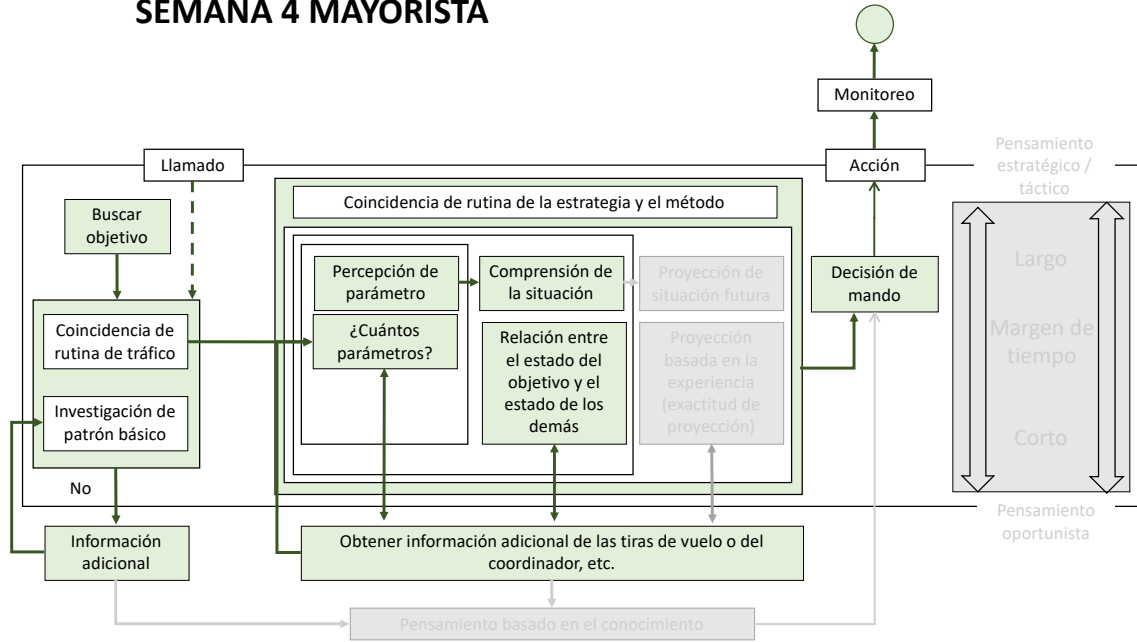 SEMANA 4 MAYORISTA
Monitoreo
Llamado
Acción
Pensamiento
estratégico /
táctico
Buscar
objetivo
Coincidencia de rutina de la estrategia y el método
Percepción de
parámetro
Comprensión de
la situación
Proyección de
situación futura
Decisión de
mando
Largo
Coincidencia de
rutina de tráfico
¿Cuántos
parámetros?
Relación entre
el estado del
objetivo y el
estado de los
demás
Proyección
basada en la
experiencia
(exactitud de
proyección)
Margen de
tiempo
Investigación de
patrón básico
Corto
No
Pensamiento
oportunista
Información
adicional
Obtener información adicional de las tiras de vuelo o del
coordinador, etc.
Pensamiento basado en el conocimiento